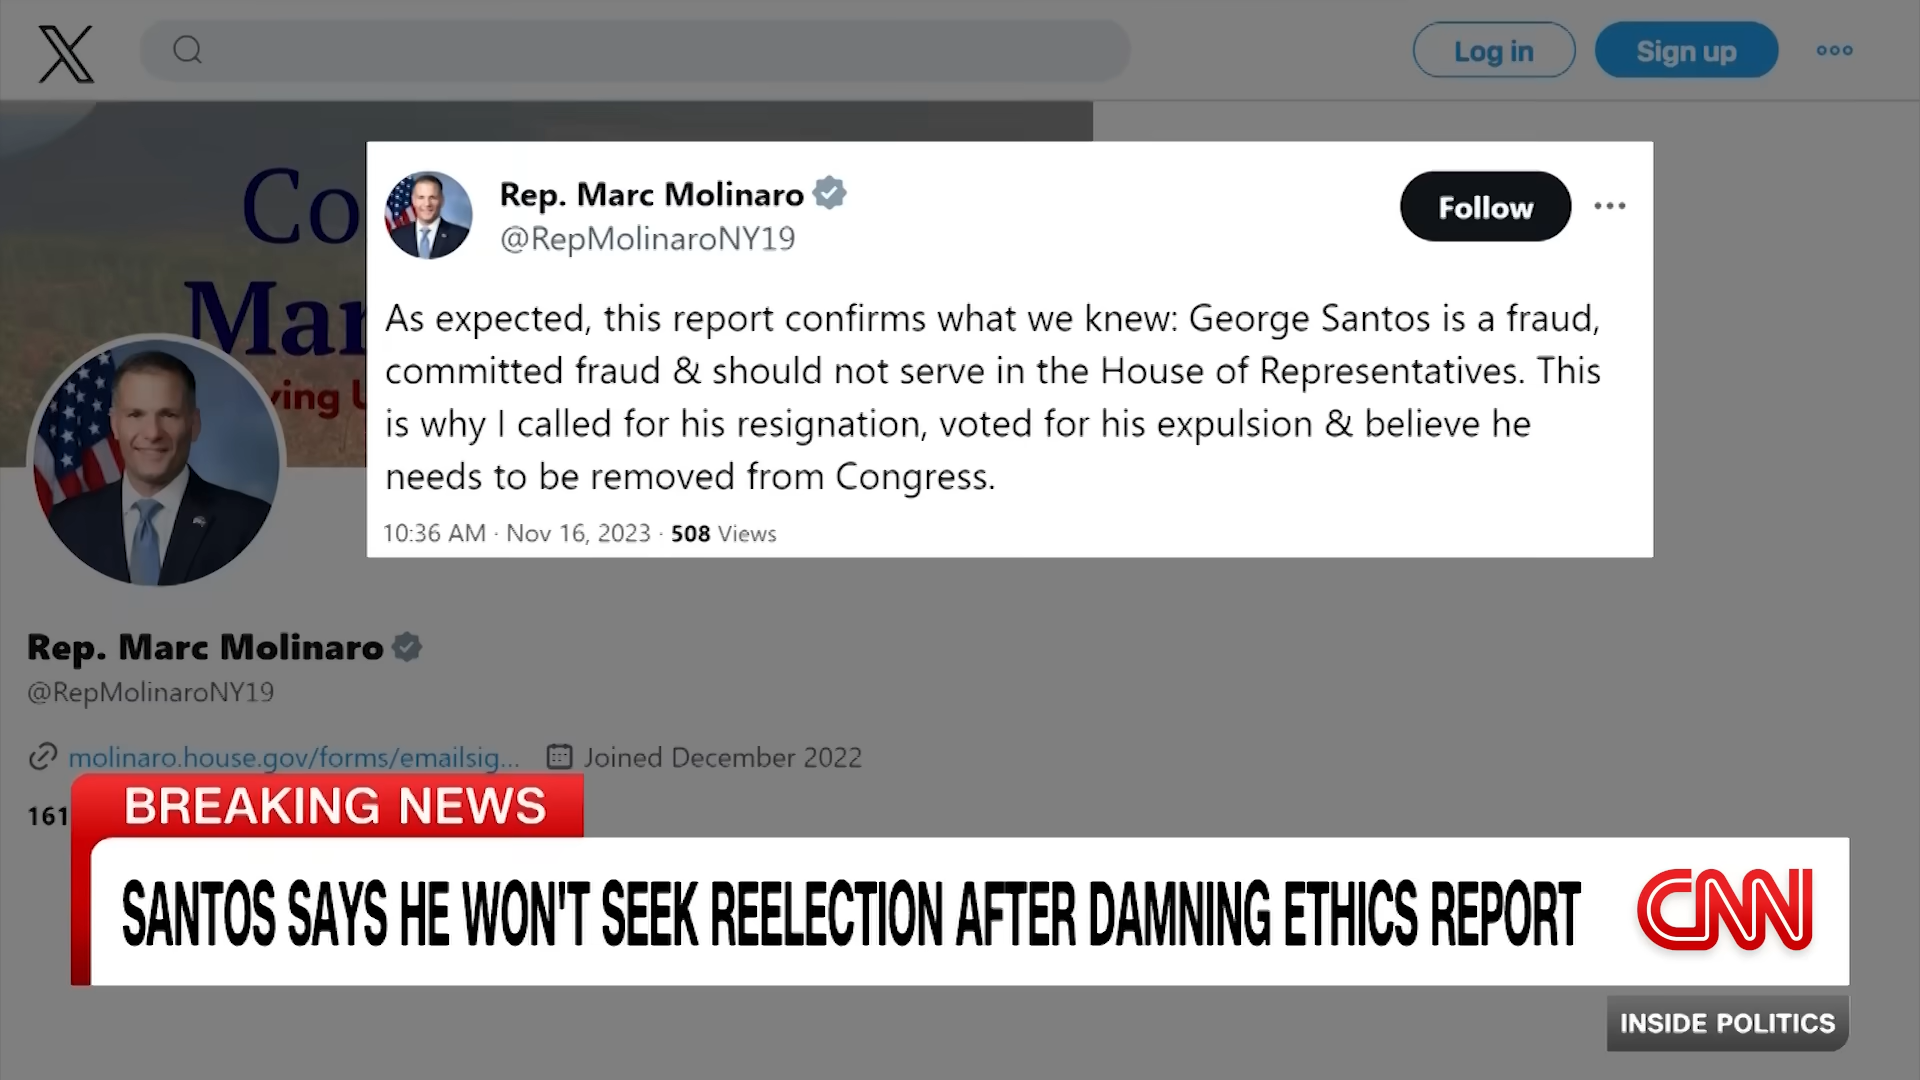 X
Log in
Sign up
Co
Mar
ving U
Rep. Marc Molinaro
@RepMolinaroNY19
Follow
As expected, this report confirms what we knew: George Santos is a fraud,
committed fraud & should not serve in the House of Representatives. This
is why I called for his resignation, voted for his expulsion & believe he
needs to be removed from Congress.
10:36 AM · Nov 16, 2023 · 508 Views
Rep. Marc Molinaro
@RepMolinaroNY19
molinaro.house.gov/forms/emailsig... Joined December 2022
161
BREAKING NEWS
SANTOS SAYS HE WON'T SEEK REELECTION AFTER DAMNING ETHICS REPORT
CNN
INSIDE POLITICS